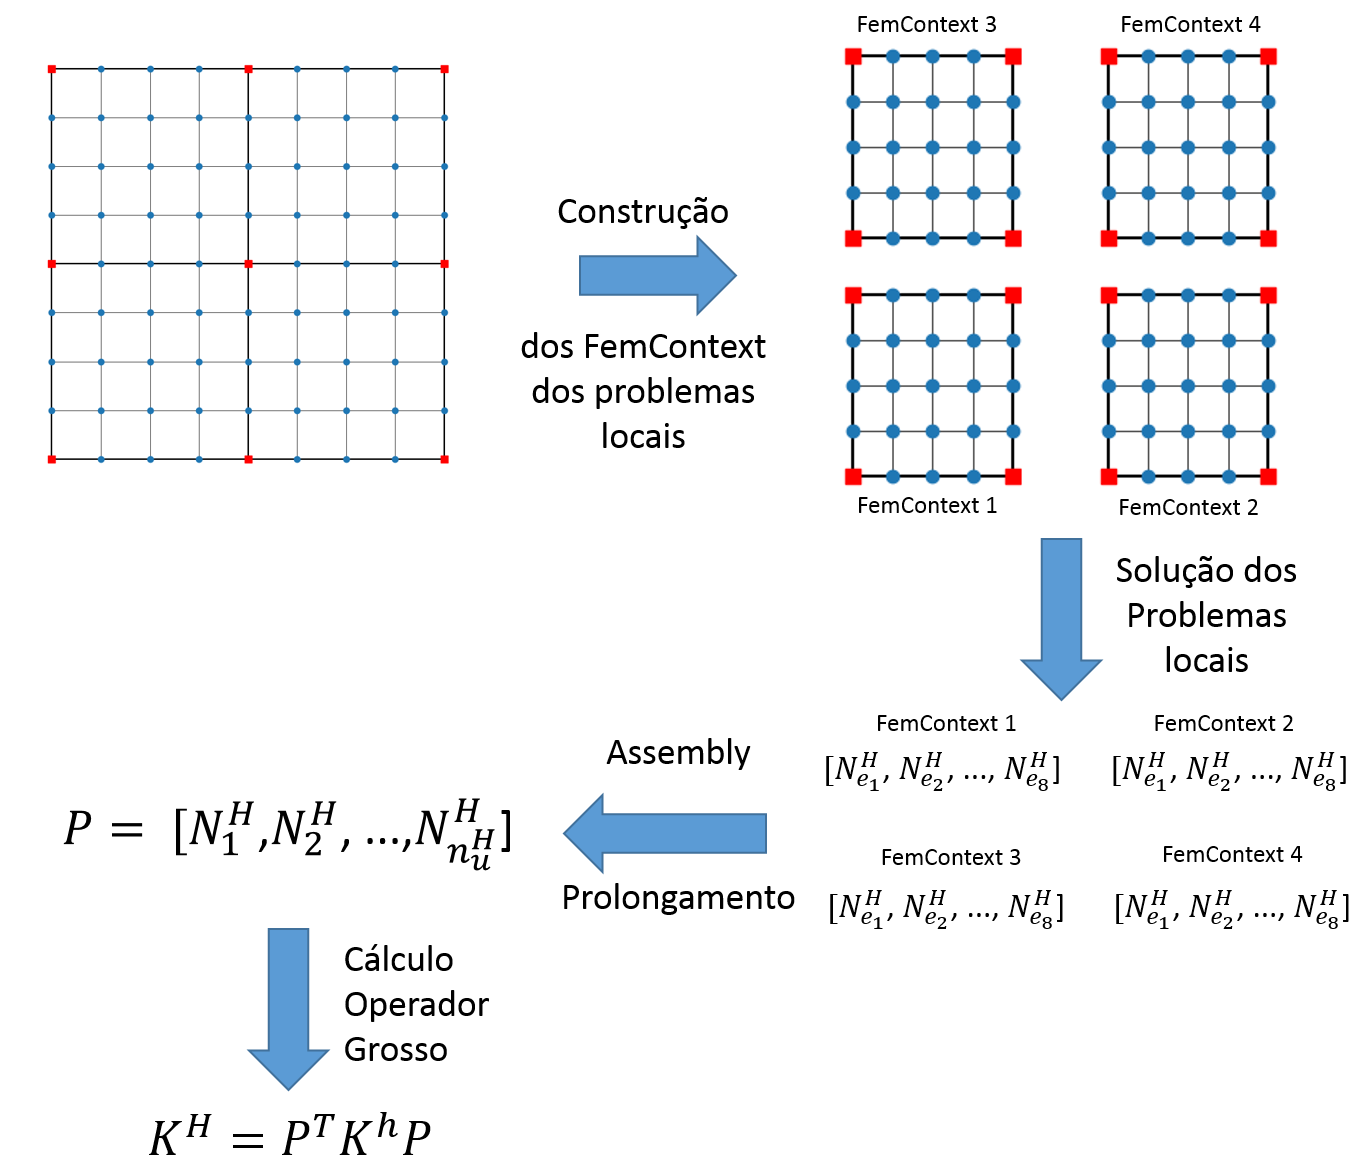 FemContext 3
FemContext 4
Construção
dos FemContext
dos problemas
locais
FemContext 1
FemContext 2
Solução dos
Problemas
locais
FemContext 1
FemContext 2
[N_{e_1}^H, N_{e_2}^H, ..., N_{e_8}^H]
[N_{e_1}^H, N_{e_2}^H, ..., N_{e_8}^H]
FemContext 3
FemContext 4
[N_{e_1}^H, N_{e_2}^H, ..., N_{e_8}^H]
[N_{e_1}^H, N_{e_2}^H, ..., N_{e_8}^H]
Assembly
Prolongamento
P = [N_1^H,N_2^H, ...,N_{n_u^H}^H]
Cálculo
Operador
Grosso
K^H = P^T K^h P